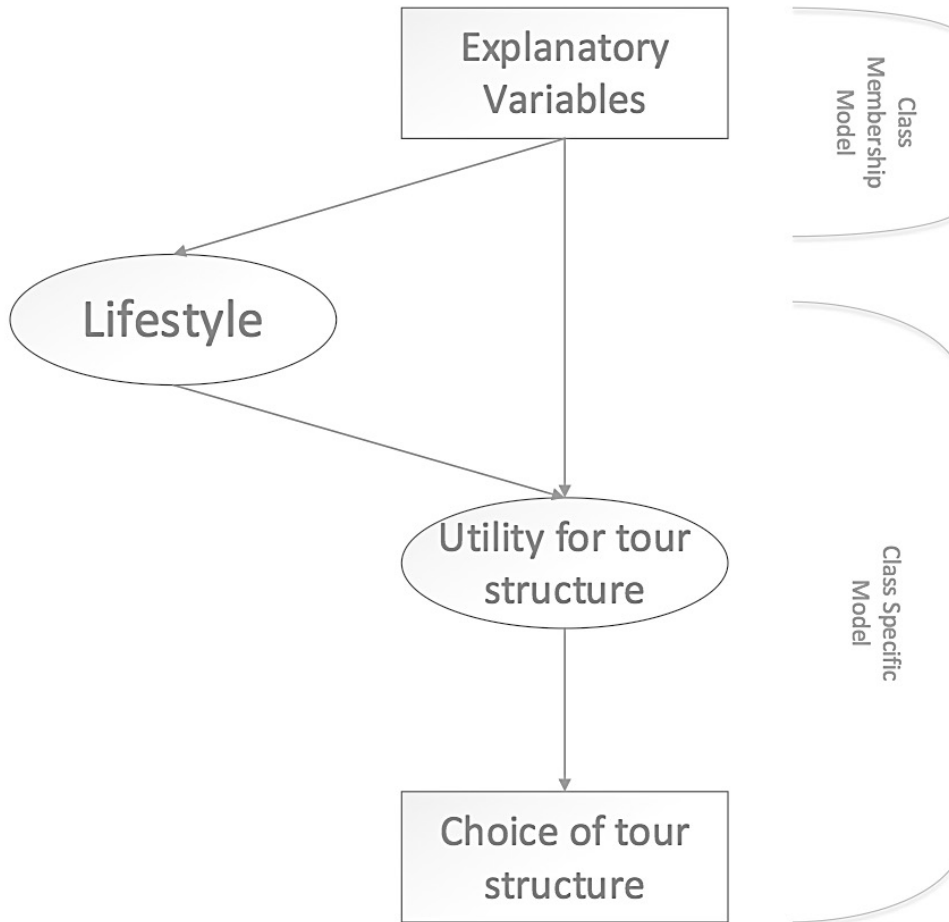 Explanatory
Variables
Class
Membership
Model
Lifestyle
Utility for tour
structure
Class Specific
Model
Choice of tour
structure